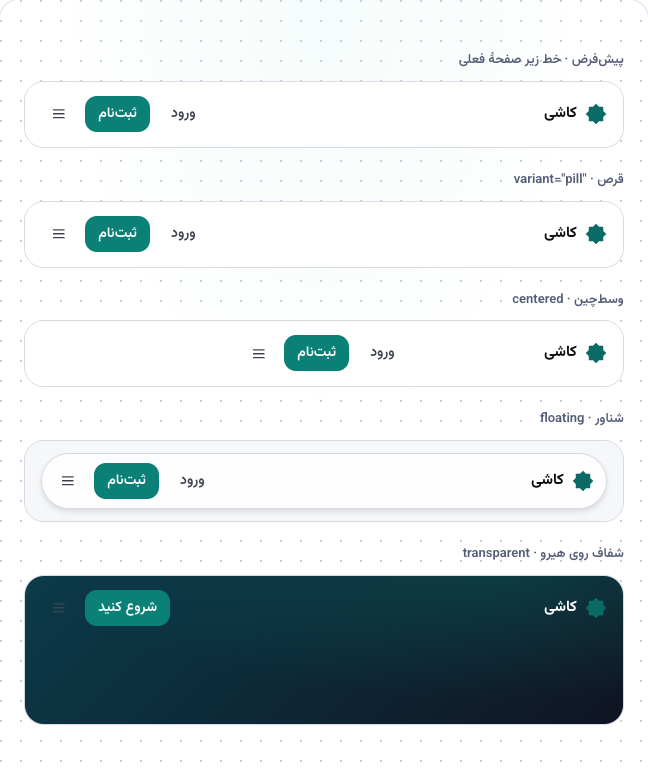 پیش‌فرض · خط زیر صفحهٔ فعلی
کاشی ورود ثبت‌نام
قرص · variant="pill"
کاشی ورود ثبت‌نام
وسط‌چین · centered
کاشی ورود ثبت‌نام
شناور · floating
کاشی ورود ثبت‌نام
شفاف روی هیرو · transparent
کاشی شروع کنید